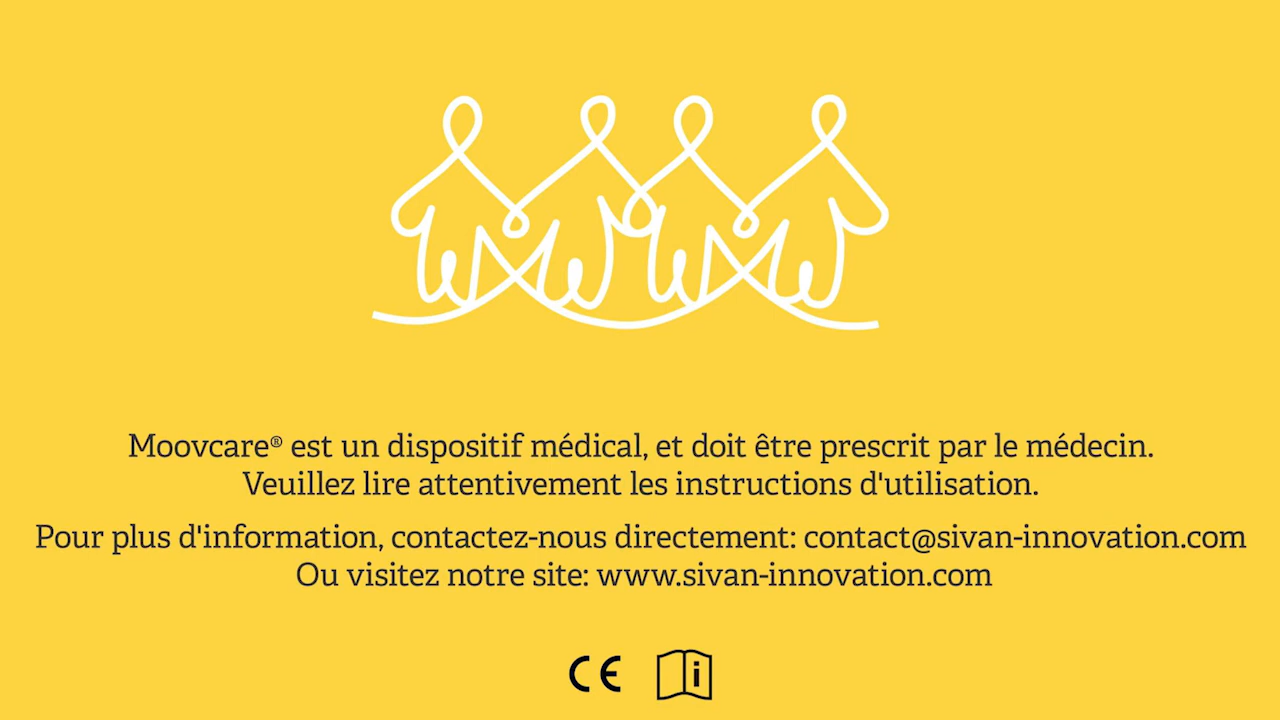 Moovcare® est un dispositif médical, et doit être prescrit par le médecin.
Veuillez lire attentivement les instructions d'utilisation.
Pour plus d'information, contactez-nous directement: contact@sivan-innovation.com
Ou visitez notre site: www.sivan-innovation.com
CE i